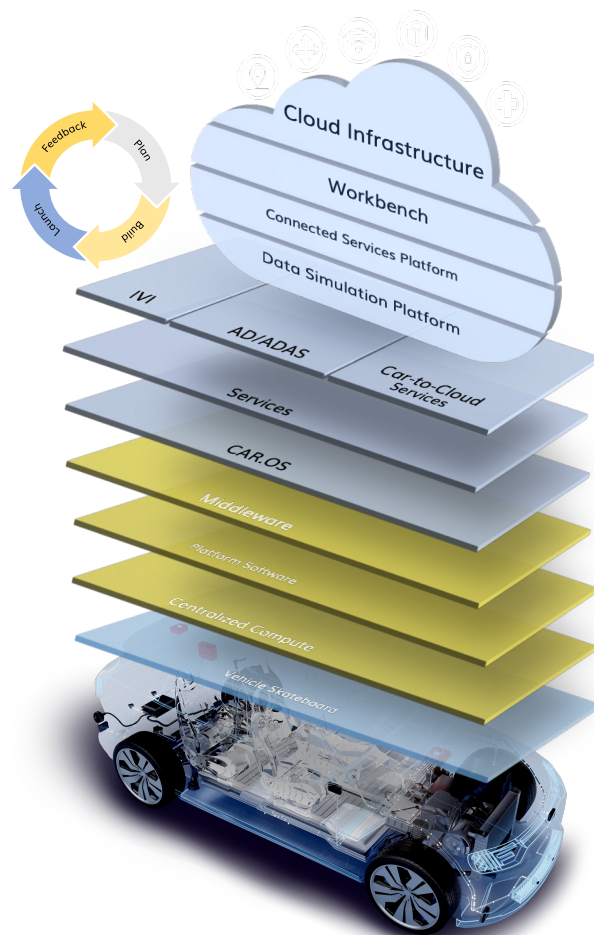 Feedback
Plan
Build
Launch
Cloud Infrastructure
Workbench
Connected Services Platform
Data Simulation Platform
IVI
AD/ADAS
Car-to-Cloud
Services
Services
CAR.OS
Middleware
Platform Software
Centralized Compute
Vehicle Skateboard